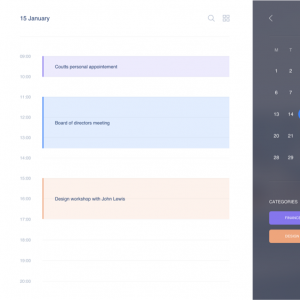 15 January
09:00
Coutts personal appointement
10:00
11:00
12:00
Board of directors meeting
13:00
14:00
15:00
Design workshop with John Lewis
16:00
17:00
18:00
19:00
20:00
M T
1 2
6 7
13 14
20 21
28 29
CATEGORIES